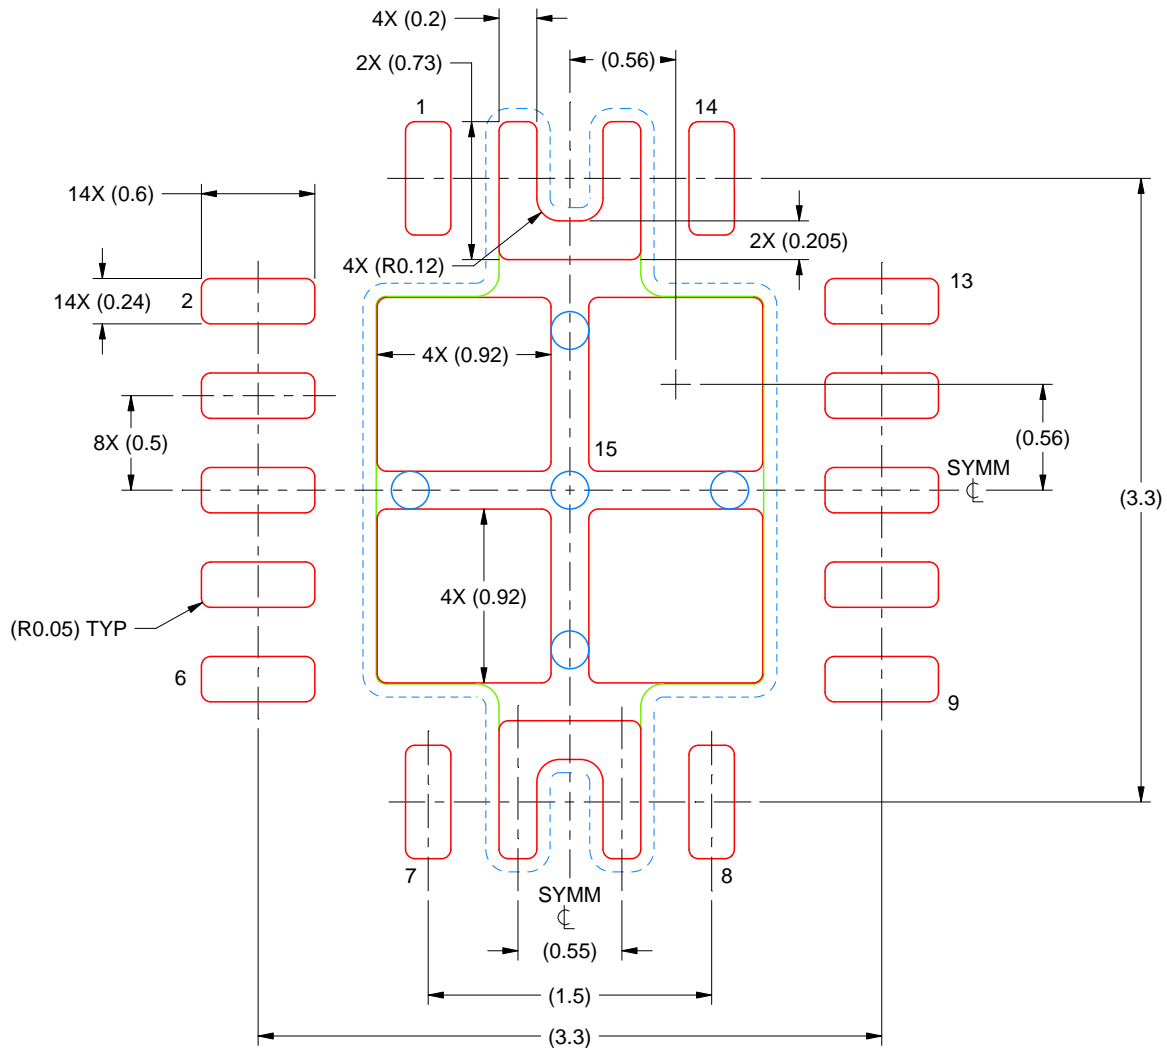 4X (0.2)
2X (0.73)
(0.56)
1
14
14X (0.6)
2X (0.205)
4X (R0.12)
14X (0.24)
2
13
4X (0.92)
8X (0.5)
15
(0.56)
SYMM
℄
(3.3)
4X (0.92)
(R0.05) TYP
6
9
7
8
SYMM
℄
(0.55)
(1.5)
(3.3)